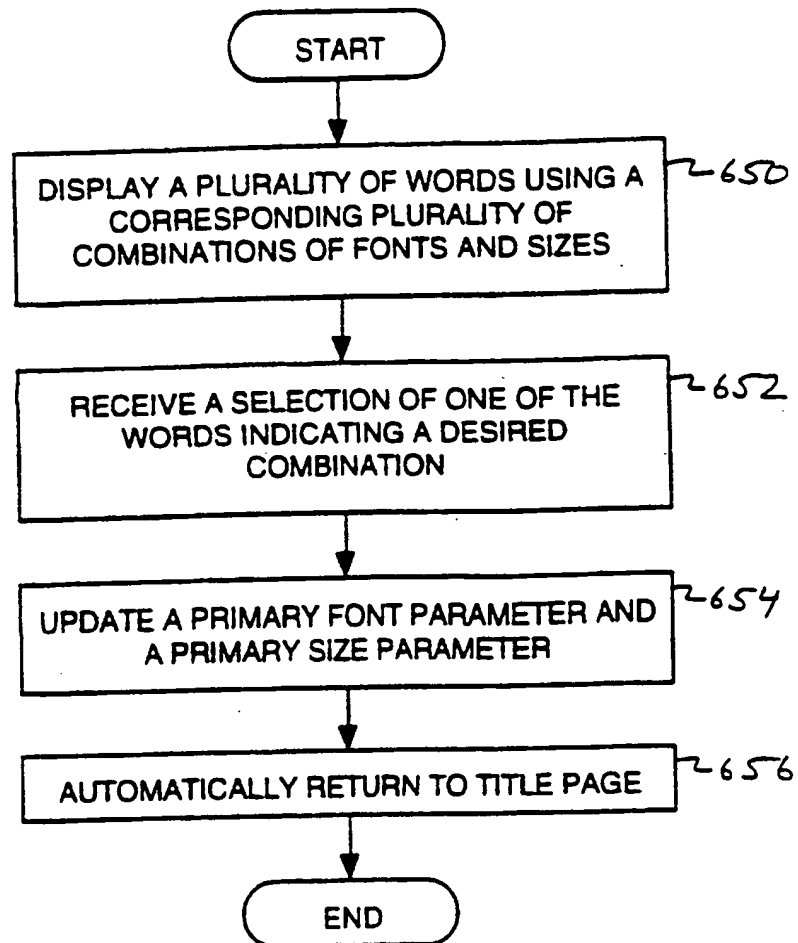 START
DISPLAY A PLURALITY OF WORDS USING A
CORRESPONDING PLURALITY OF
COMBINATIONS OF FONTS AND SIZES
650
RECEIVE A SELECTION OF ONE OF THE
WORDS INDICATING A DESIRED
COMBINATION
652
UPDATE A PRIMARY FONT PARAMETER AND
A PRIMARY SIZE PARAMETER
654
AUTOMATICALLY RETURN TO TITLE PAGE
656
END